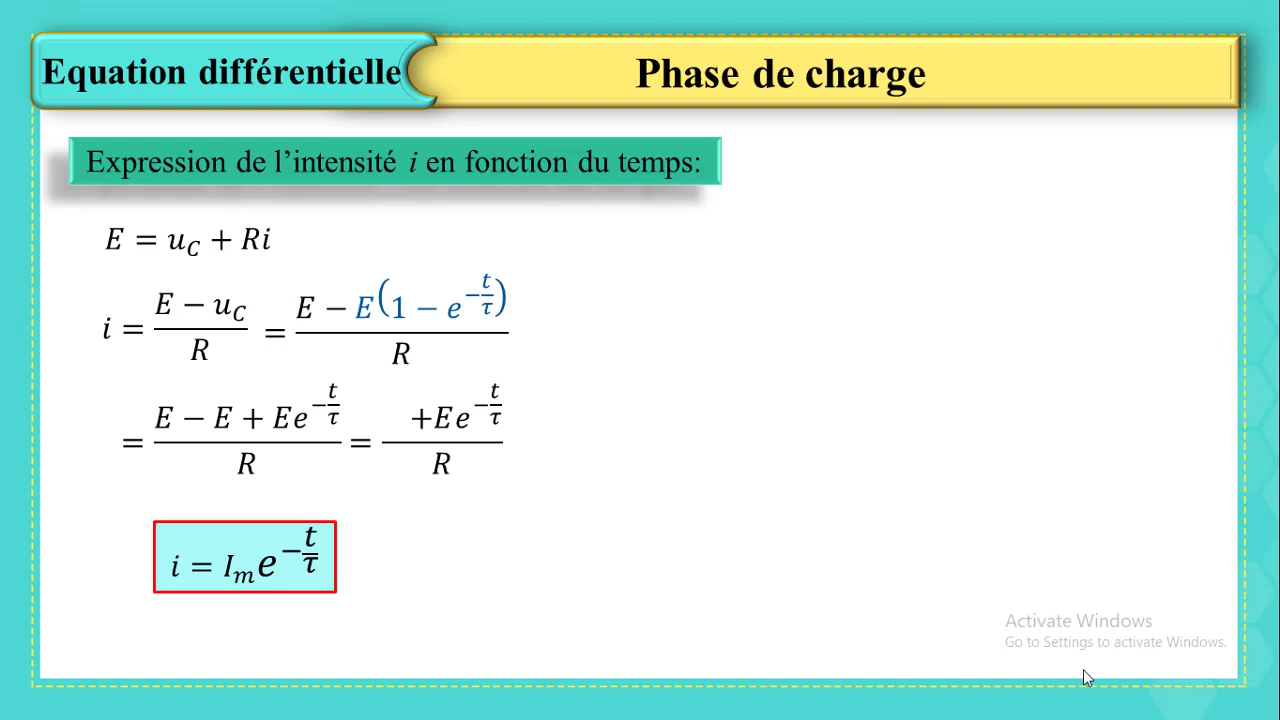 Equation différentielle
Phase de charge
Expression de l’intensité i en fonction du temps:
E = u_C + Ri
i = (E − u_C)/R = (E − E(1 − e^(−t/τ)))/R
= (E − E + Ee^(−t/τ))/R = (+Ee^(−t/τ))/R
i = I_m e^(−t/τ)
Activate Windows
Go to Settings to activate Windows.